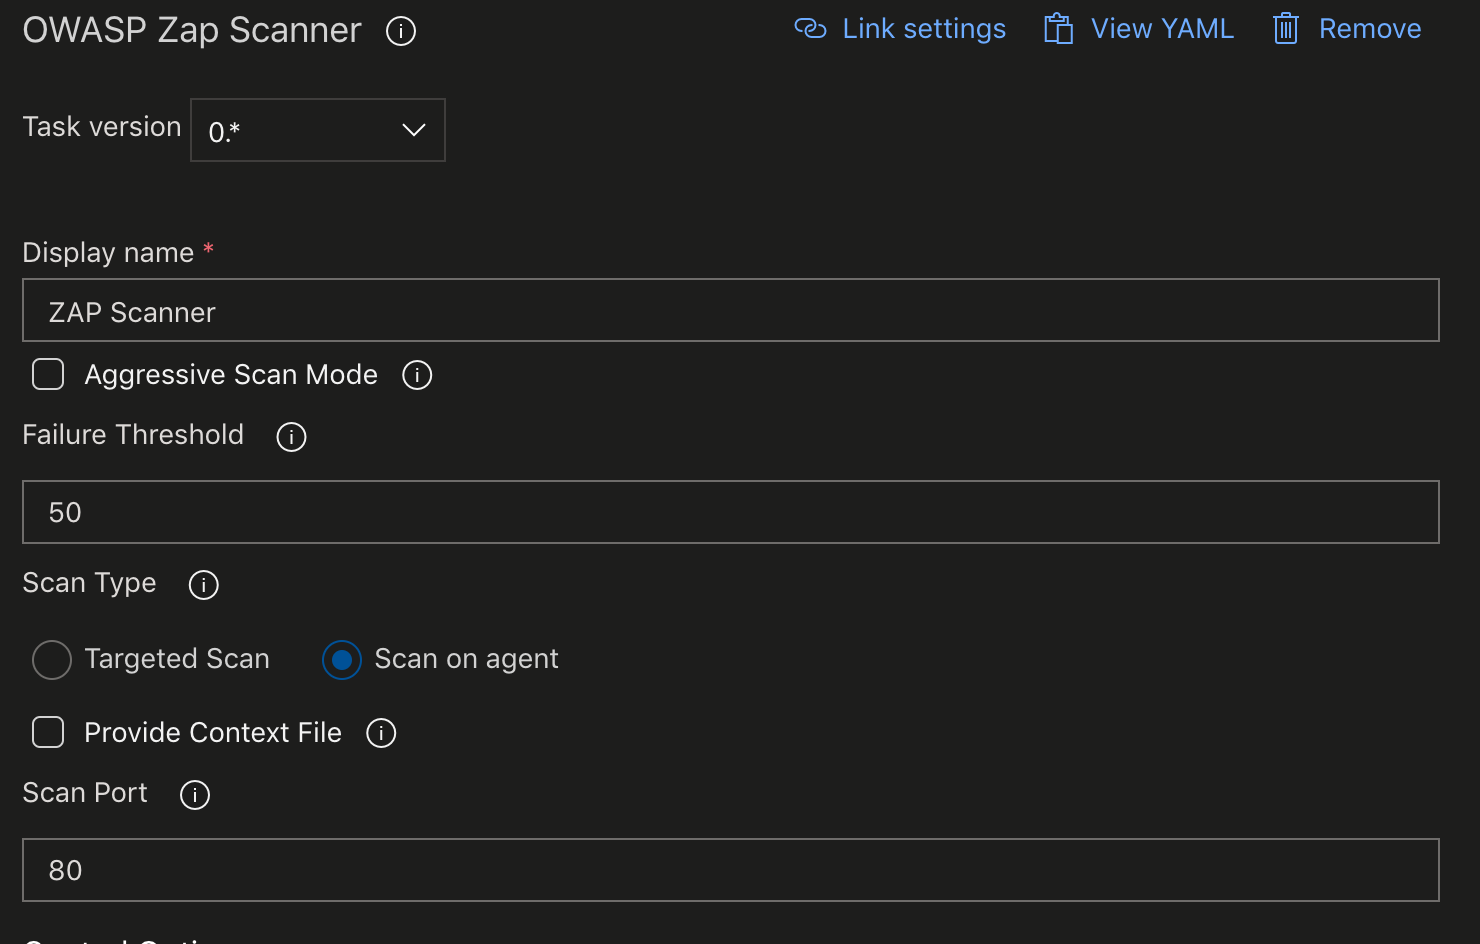 OWASP Zap Scanner
Link settings
View YAML
Remove
Task version
0.*
Display name *
ZAP Scanner
Aggressive Scan Mode
Failure Threshold
50
Scan Type
Targeted Scan
Scan on agent
Provide Context File
Scan Port
80